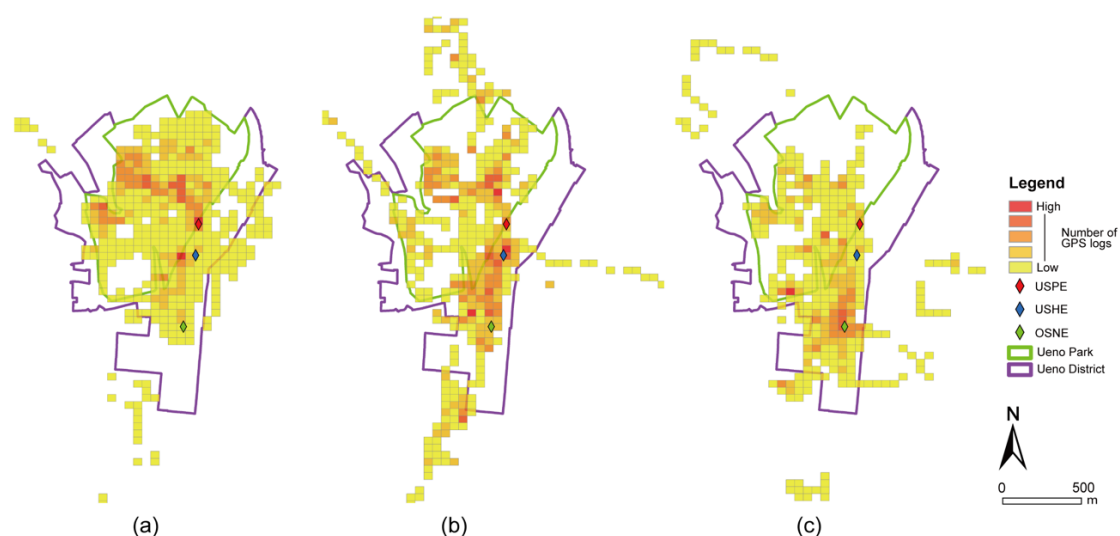 Legend
High
Number of
GPS logs
Low
USPE
USHE
OSNE
Ueno Park
Ueno District
N
0 500
m
(a) (b) (c)